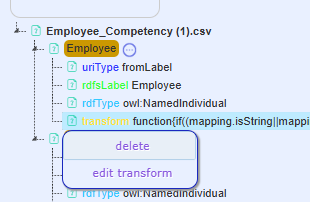 Employee_Competency (1).csv
Employee
uriType fromLabel
rdfsLabel Employee
rdfType owl:NamedIndividual
transform function{if((mapping.isString||mappi
delete
edit transform
rdfType owl:NamedIndividual